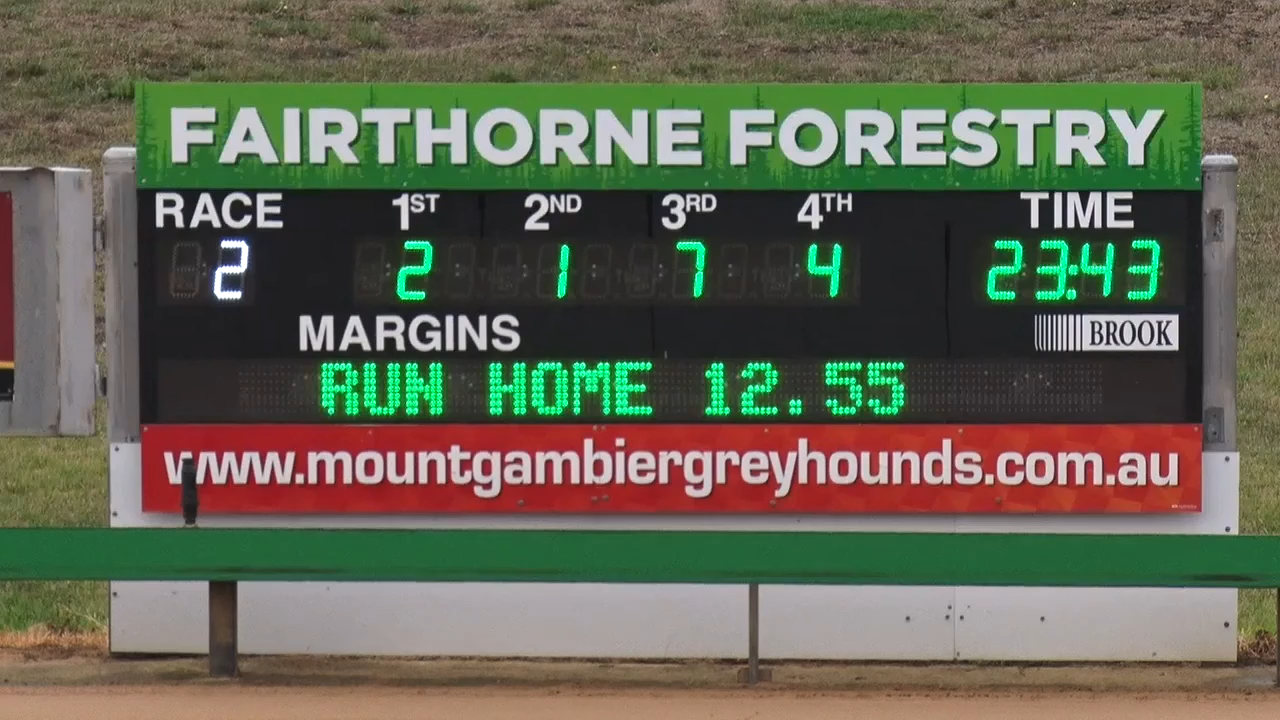 FAIRTHORNE FORESTRY
RACE 1ST 2ND 3RD 4TH TIME
2 2 1 7 4 23:43
MARGINS BROOK
RUN HOME 12.55
www.mountgambiergreyhounds.com.au